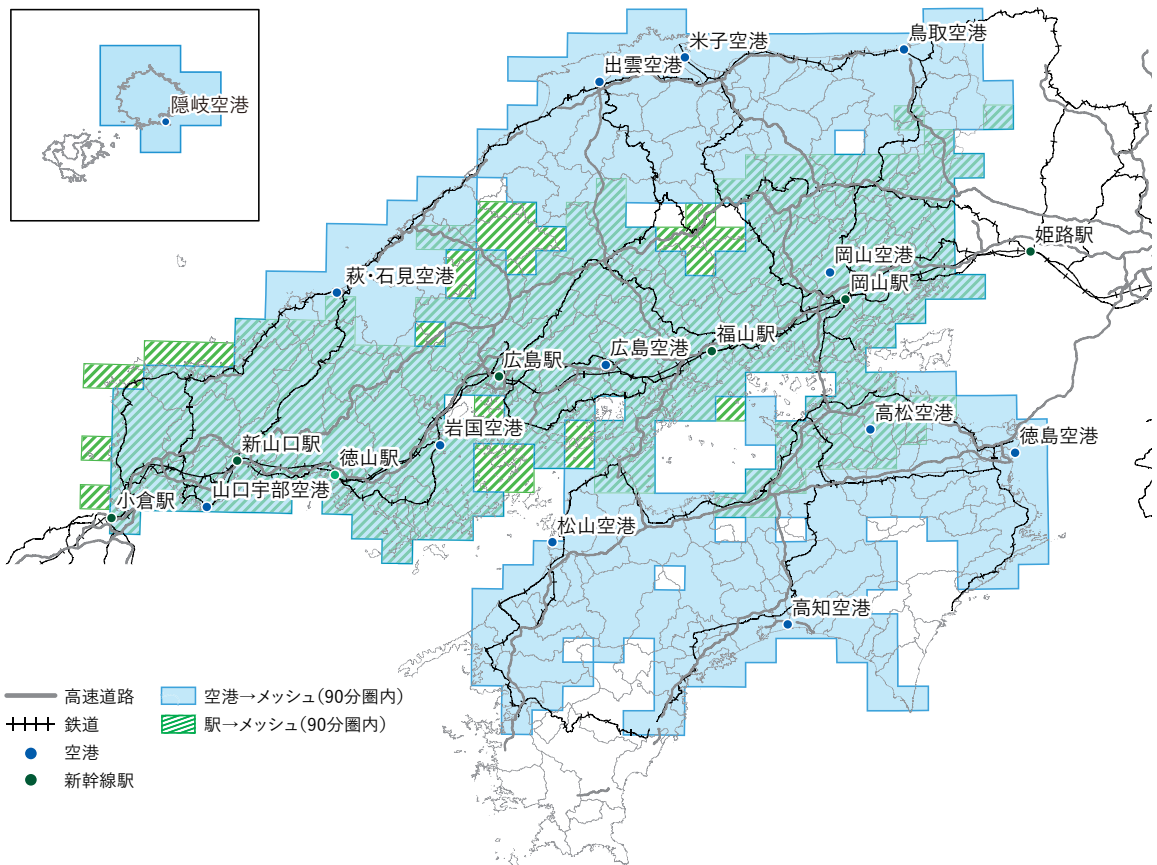 隠岐空港
米子空港
鳥取空港
出雲空港
姫路駅
岡山空港
萩・石見空港
岡山駅
福山駅
広島空港
広島駅
高松空港
岩国空港
徳島空港
新山口駅
徳山駅
山口宇部空港
小倉駅
松山空港
高知空港
高速道路
空港→メッシュ(90分圏内)
鉄道
駅→メッシュ(90分圏内)
空港
新幹線駅